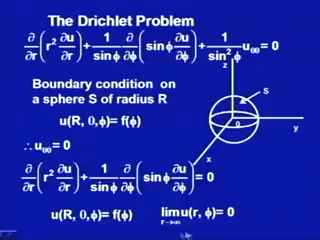 The Drichlet Problem
∂/∂r (r² ∂u/∂r) + 1/sinϕ ∂/∂ϕ (sinϕ ∂u/∂ϕ) + 1/sin²ϕ u_θθ = 0
z
Boundary condition on
a sphere S of radius R
S
u(R, θ,ϕ)= f(ϕ)
0
y
∴ u_θθ = 0
x
∂/∂r (r² ∂u/∂r) + 1/sinϕ ∂/∂ϕ (sinϕ ∂u/∂ϕ) = 0
u(R, θ,ϕ)= f(ϕ) lim u(r, ϕ)= 0
r→∞